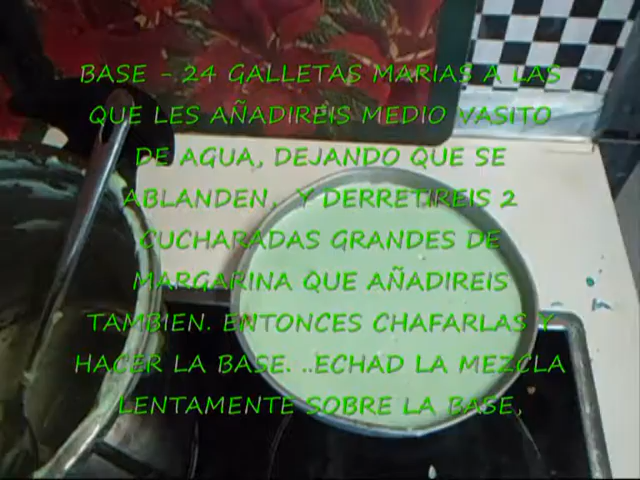 BASE - 24 GALLETAS MARIAS A LAS
QUE LES AÑADIREIS MEDIO VASITO
DE AGUA, DEJANDO QUE SE
ABLANDEN, Y DERRETIREIS 2
CUCHARADAS GRANDES DE
MARGARINA QUE AÑADIREIS
TAMBIEN. ENTONCES CHAFARLAS Y
HACER LA BASE. ..ECHAD LA MEZCLA
LENTAMENTE SOBRE LA BASE,